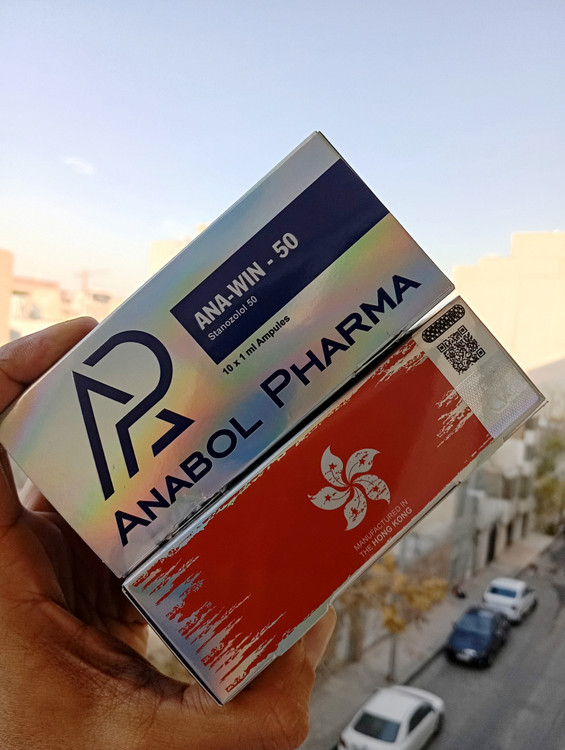 ANA-WIN - 50
Stanozolol 50
10 x 1 ml Ampules
AP
ANABOL PHARMA
MANUFACTURED IN
THE HONG KONG